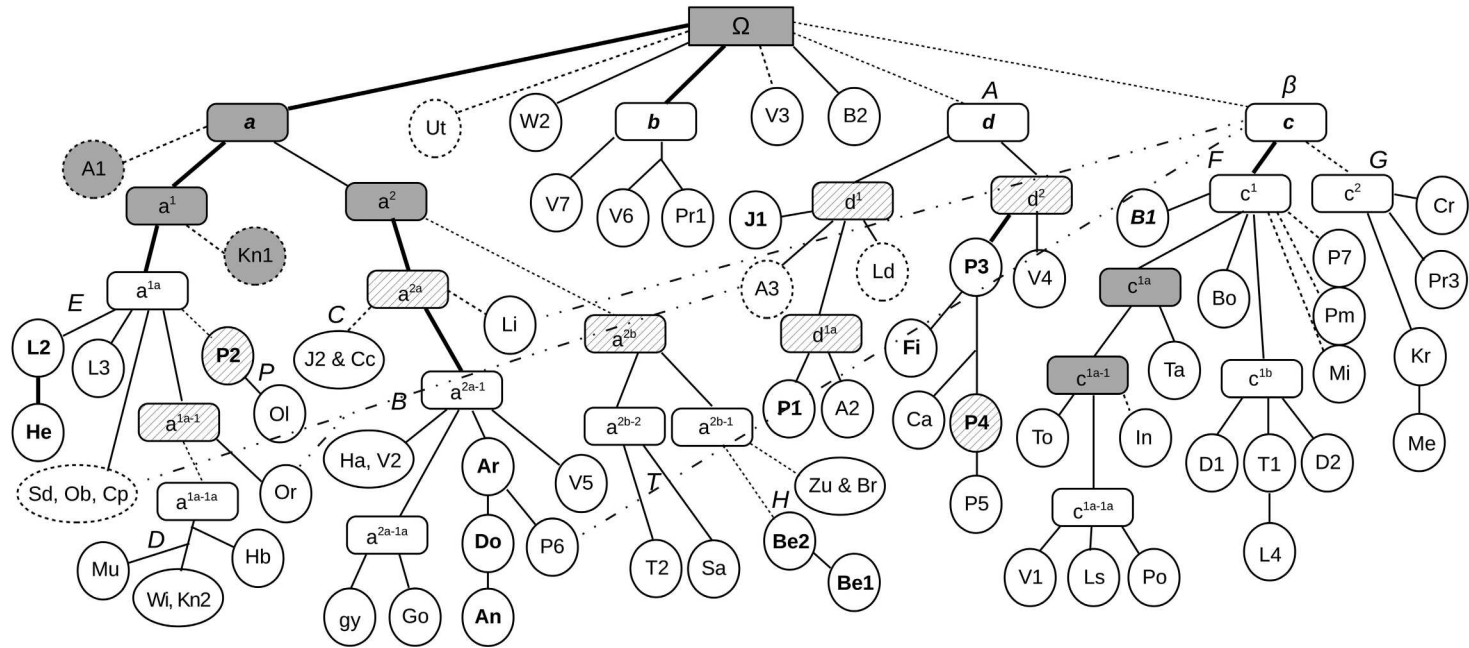 Ω
A
β
a
Ut
W2
b
V3
B2
d
c
A1
F
G
a¹
a²
V7
V6
Pr1
J1
d¹
d²
B1
c¹
c²
Cr
Kn1
E
a¹ᵃ
C
a²ᵃ
Li
A3
Ld
P3
V4
c¹ᵃ
Bo
P7
Pr3
L2
L3
P2
P
J2 & Cc
a²ᵇ
d¹ᵃ
Fi
Pm
Kr
He
a¹ᵃ⁻¹
Ol
B
a²ᵃ⁻¹
P1
A2
Ca
P4
c¹ᵃ⁻¹
Ta
c¹ᵇ
Mi
a²ᵇ⁻²
a²ᵇ⁻¹
To
In
Me
Sd, Ob, Cp
Or
Ha, V2
Ar
V5
T
H
Zu & Br
P5
D1
T1
D2
a¹ᵃ⁻¹ᵃ
D
Mu
Hb
a²ᵃ⁻¹ᵃ
Do
P6
Be2
c¹ᵃ⁻¹ᵃ
L4
Wi, Kn2
gy
Go
An
T2
Sa
Be1
V1
Ls
Po